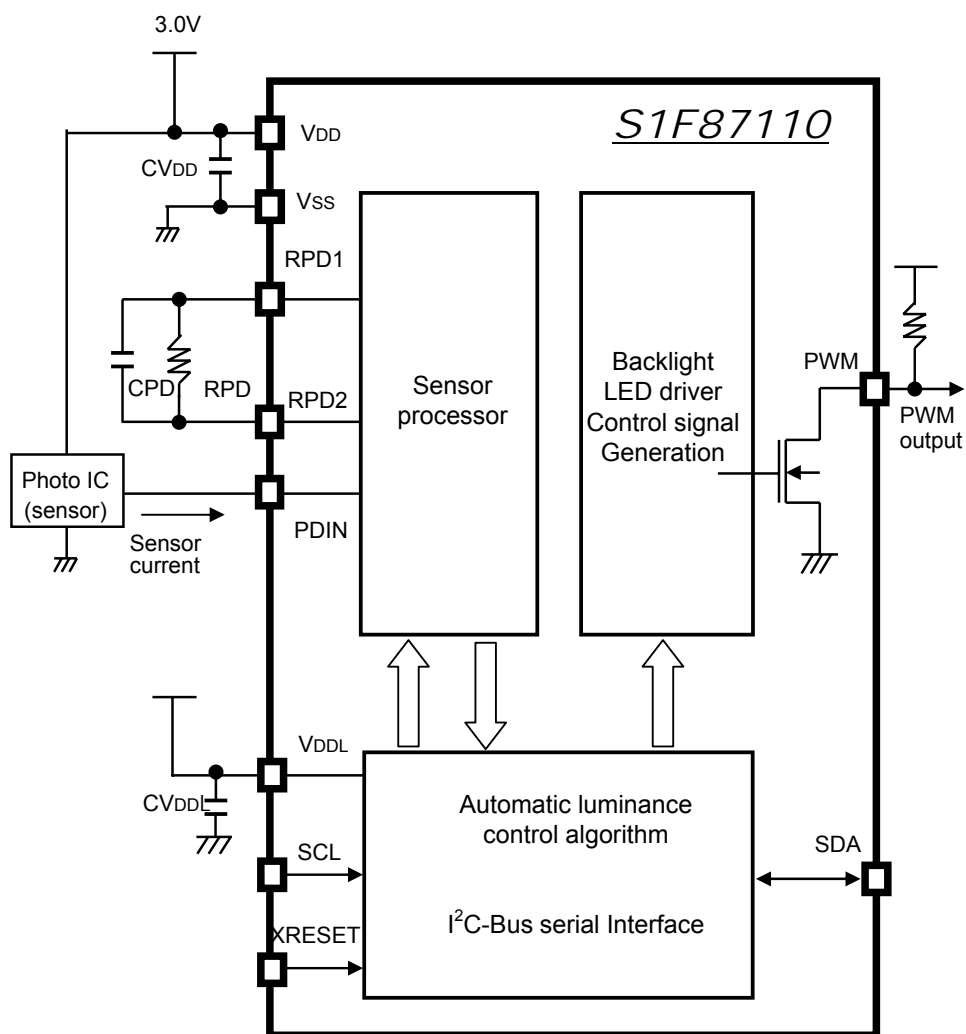 3.0V
S1F87110
VDD
CVDD
VSS
RPD1
CPD
RPD
RPD2
Sensor
processor
Backlight
LED driver
Control signal
Generation
PWM
PWM
output
Photo IC
(sensor)
PDIN
Sensor
current
VDDL
CVDDL
Automatic luminance
control algorithm
SCL
SDA
I²C-Bus serial Interface
XRESET